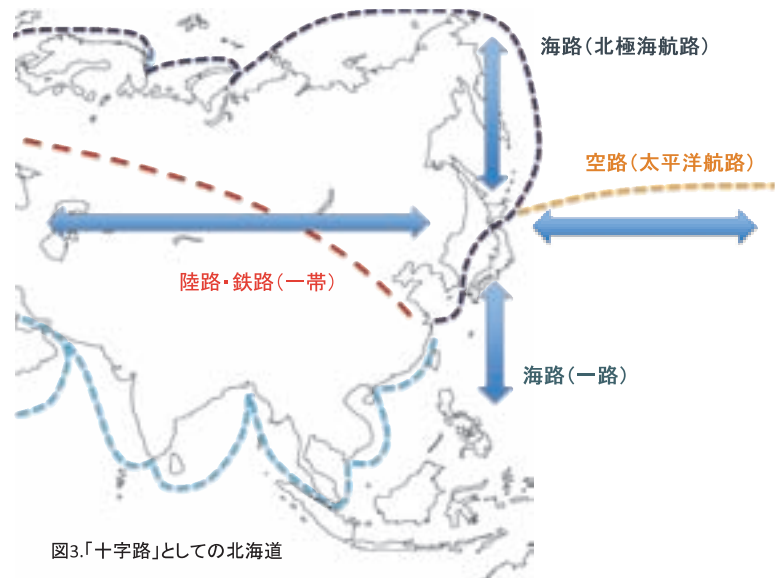 海路（北極海航路）
空路（太平洋航路）
陸路・鉄路（一帯）
海路（一路）
図3.「十字路」としての北海道